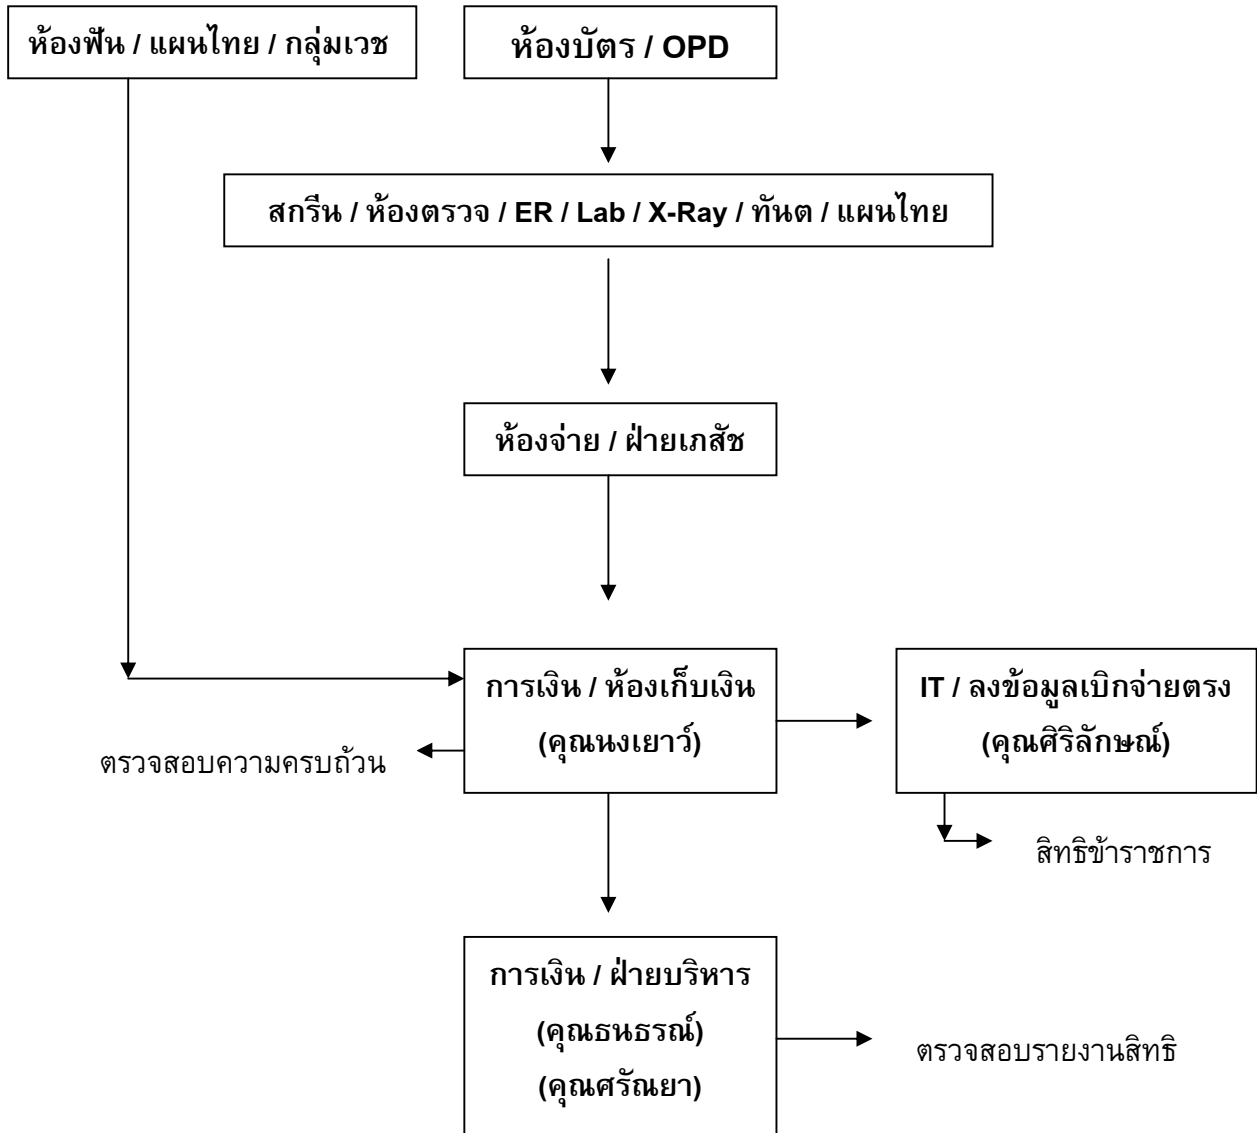 ห้องฟัน / แผนไทย / กลุ่มเวช
ห้องบัตร / OPD
สกรีน / ห้องตรวจ / ER / Lab / X-Ray / ทันต / แผนไทย
ห้องจ่าย / ฝ่ายเภสัช
การเงิน / ห้องเก็บเงิน
(คุณนงเยาว์)
IT / ลงข้อมูลเบิกจ่ายตรง
(คุณศิริลักษณ์)
ตรวจสอบความครบถ้วน
สิทธิข้าราชการ
การเงิน / ฝ่ายบริหาร
(คุณธนธรณ์)
(คุณศรัณยา)
ตรวจสอบรายงานสิทธิ